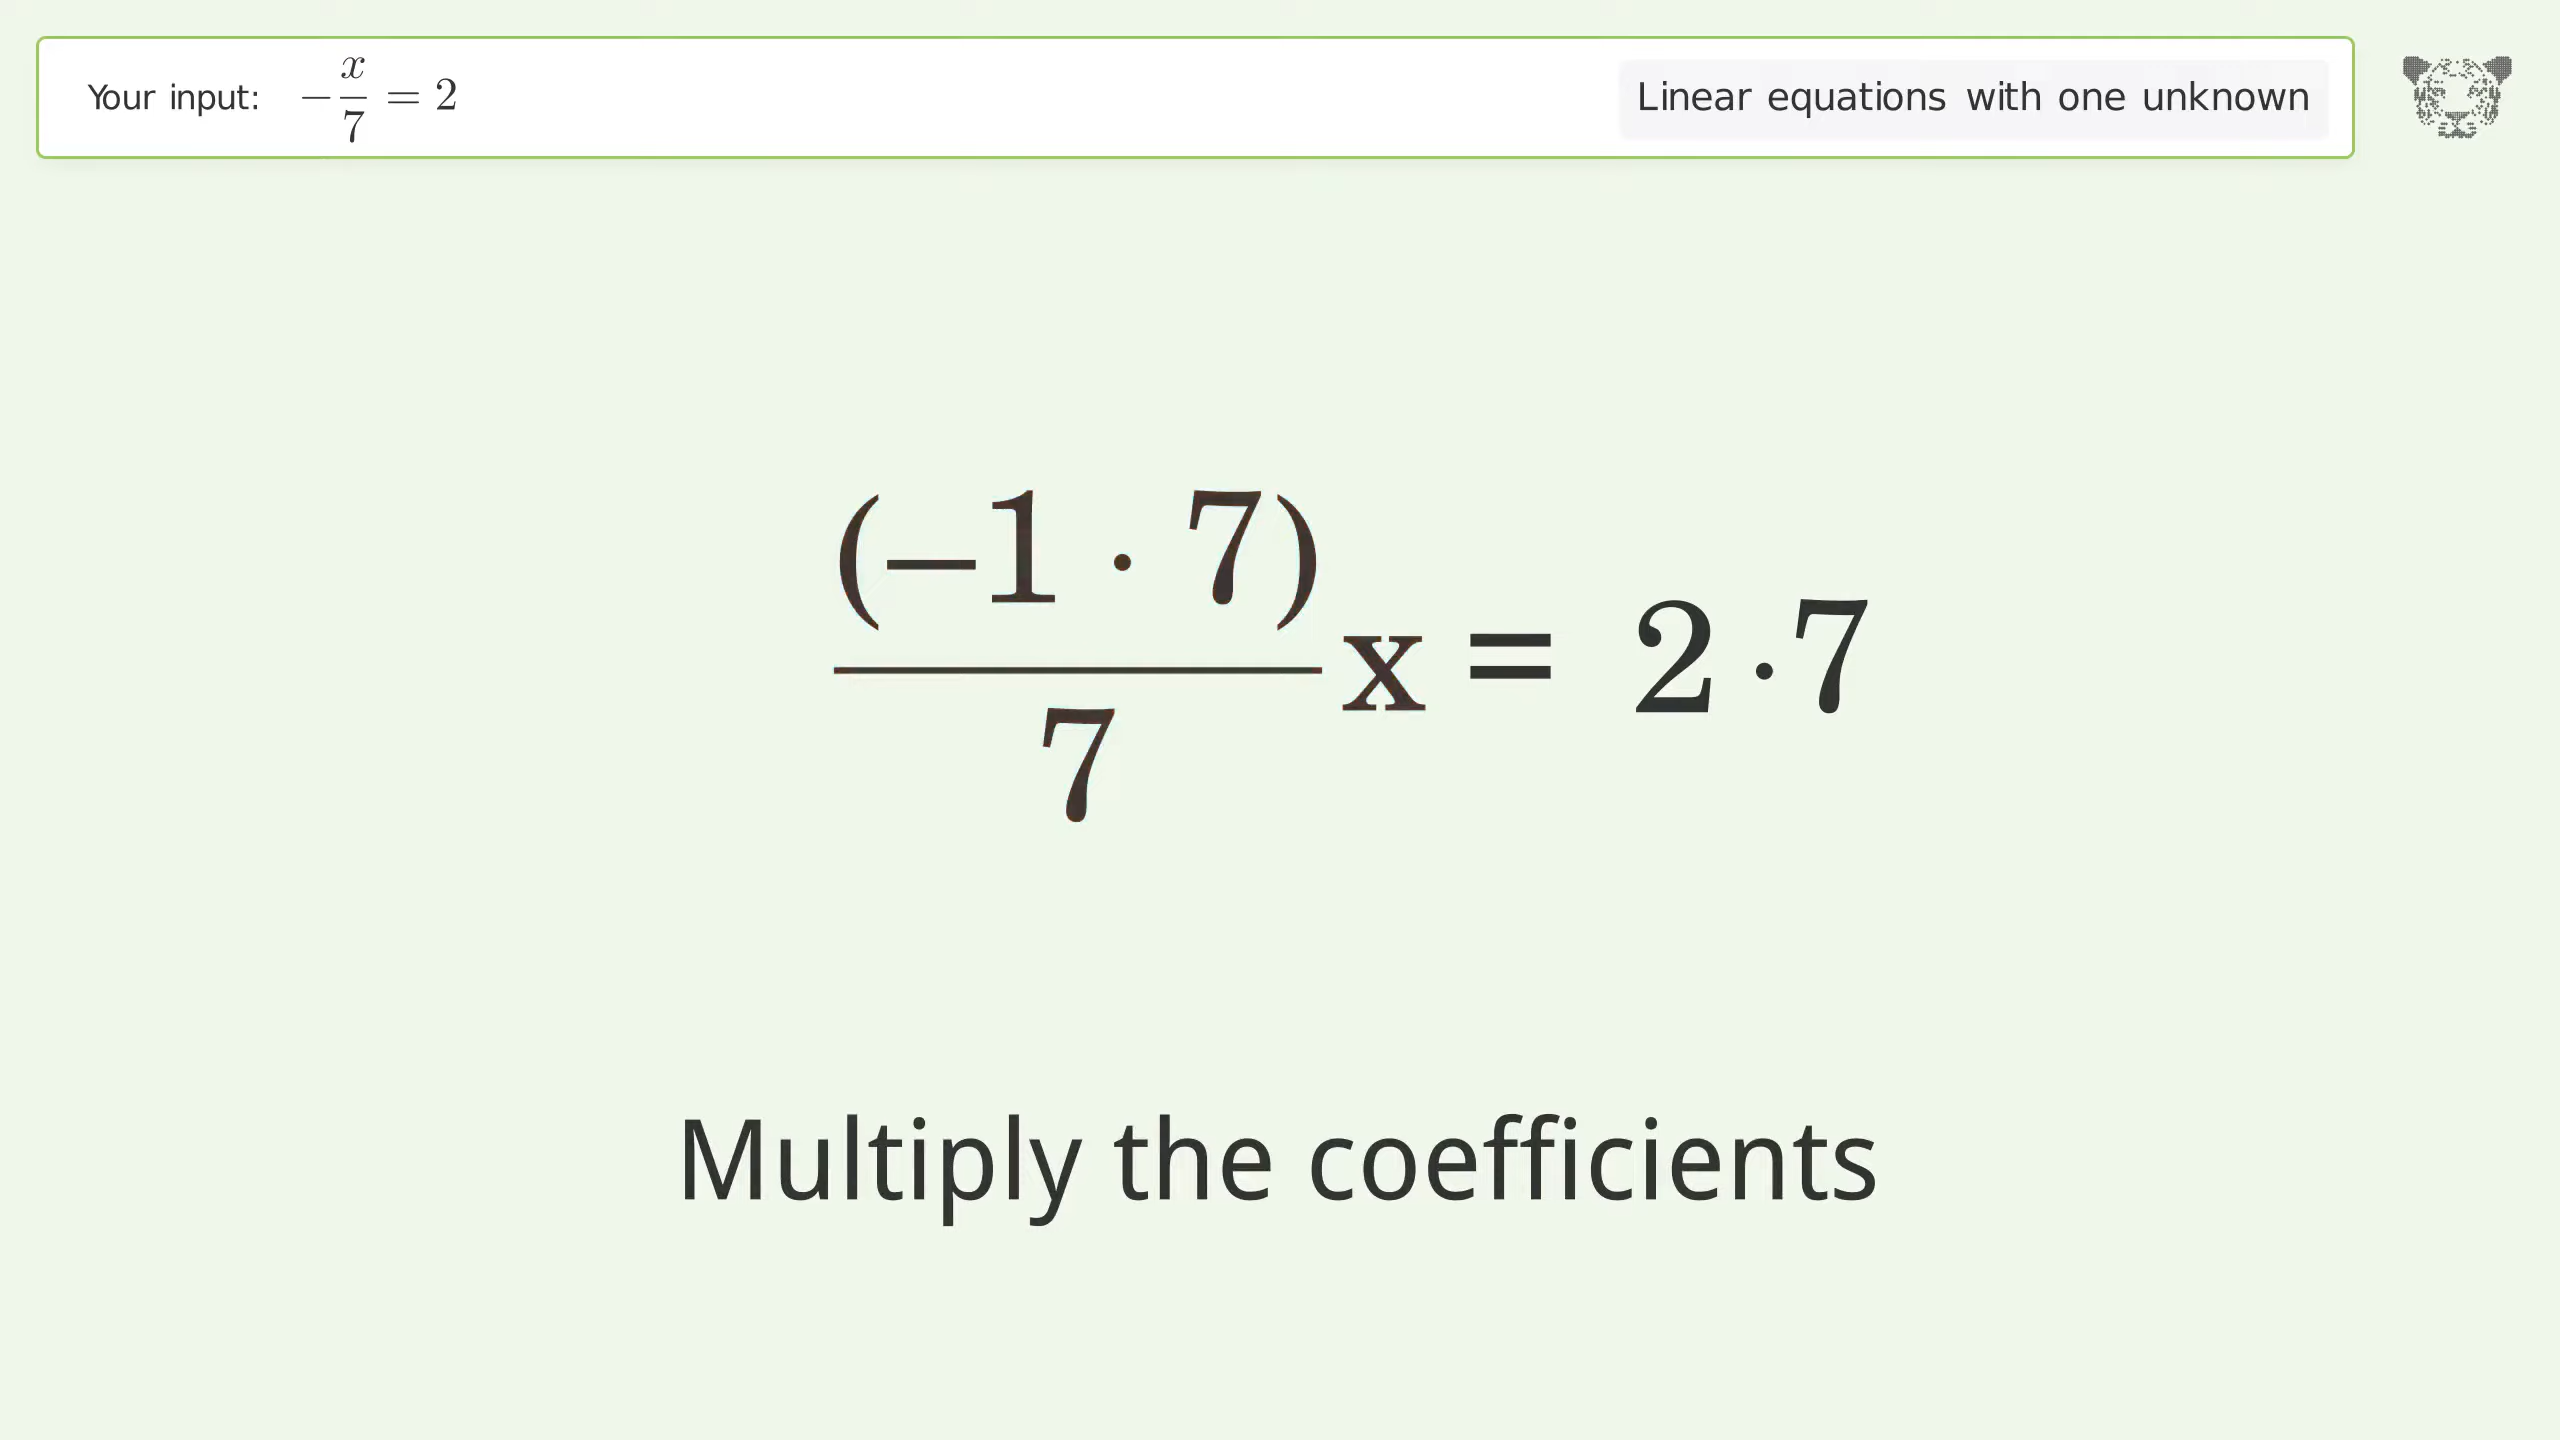 Your input: −x/7 = 2
Linear equations with one unknown
(−1 · 7)/7 x = 2 · 7
Multiply the coefficients